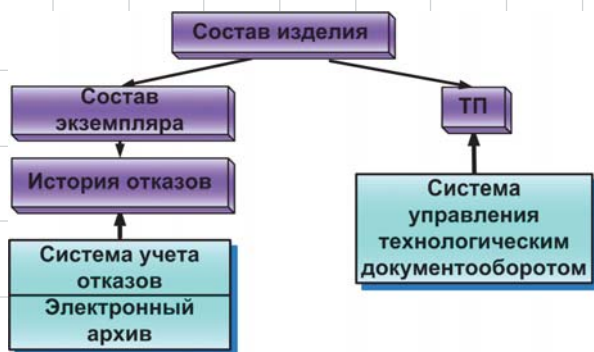 Состав изделия
Состав
экземпляра
ТП
История отказов
Система
управления
технологическим
документооборотом
Система учета
отказов
Электронный
архив